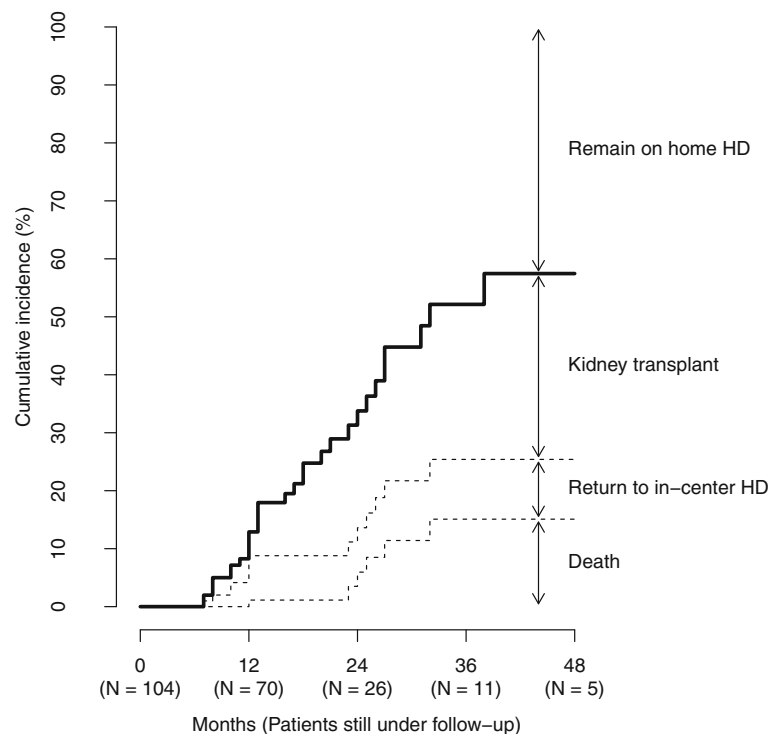 100
90
80
70
60
50
40
30
20
10
0
Cumulative incidence (%)
Remain on home HD
Kidney transplant
Return to in−center HD
Death
0 12 24 36 48
(N = 104) (N = 70) (N = 26) (N = 11) (N = 5)
Months (Patients still under follow−up)